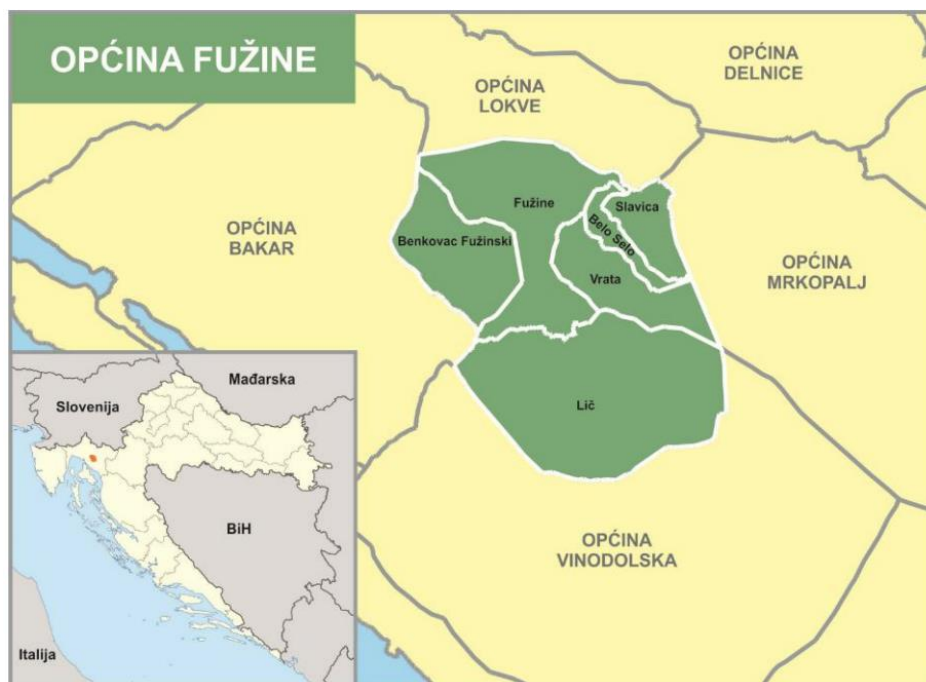 OPĆINA FUŽINE
OPĆINA
DELNICE
OPĆINA
LOKVE
Fužine
Slavica
Belo Selo
OPĆINA
BAKAR
Benkovac Fužinski
Vrata
OPĆINA
MRKOPALJ
Lič
OPĆINA
VINODOLSKA
Mađarska
Slovenija
BiH
Italija